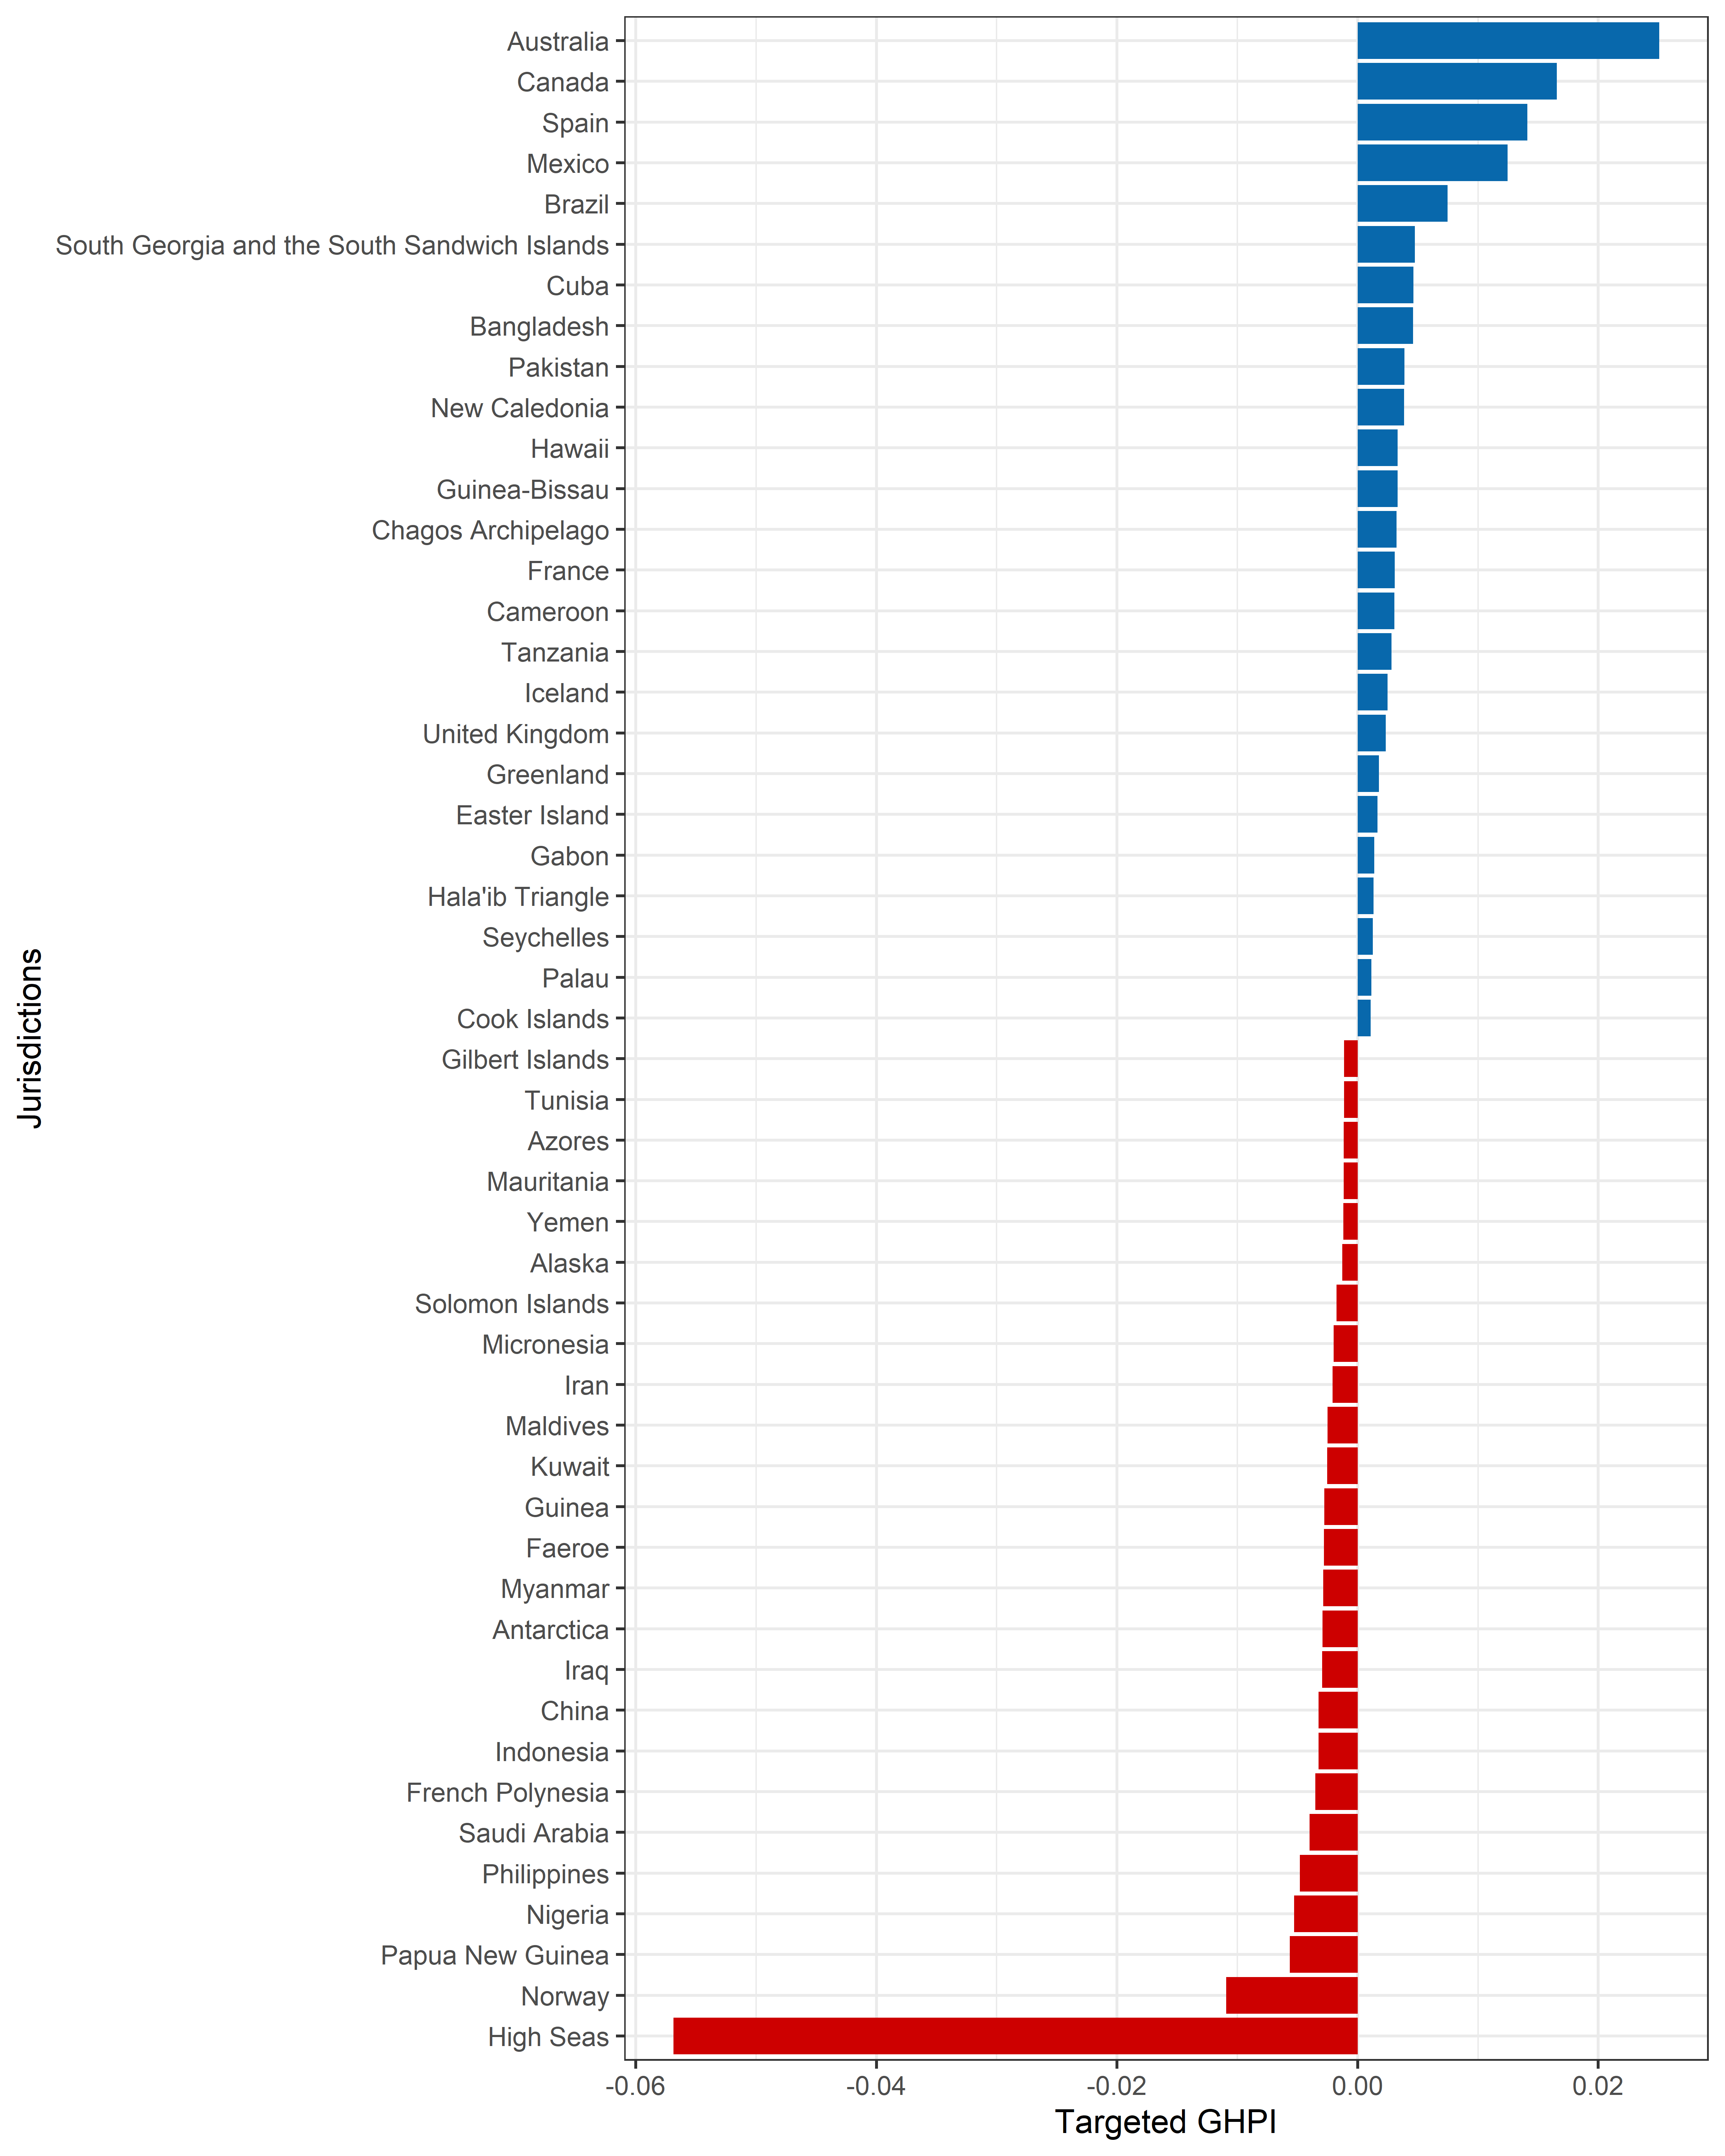 Australia
Canada
Spain
Mexico
Brazil
South Georgia and the South Sandwich Islands
Cuba
Bangladesh
Pakistan
New Caledonia
Hawaii
Guinea-Bissau
Chagos Archipelago
France
Cameroon
Tanzania
Iceland
United Kingdom
Greenland
Easter Island
Gabon
Hala'ib Triangle
Seychelles
Palau
Cook Islands
Gilbert Islands
Tunisia
Azores
Mauritania
Yemen
Alaska
Solomon Islands
Micronesia
Iran
Maldives
Kuwait
Guinea
Faeroe
Myanmar
Antarctica
Iraq
China
Indonesia
French Polynesia
Saudi Arabia
Philippines
Nigeria
Papua New Guinea
Norway
High Seas
Jurisdictions
-0.06 -0.04 -0.02 0.00 0.02
Targeted GHPI